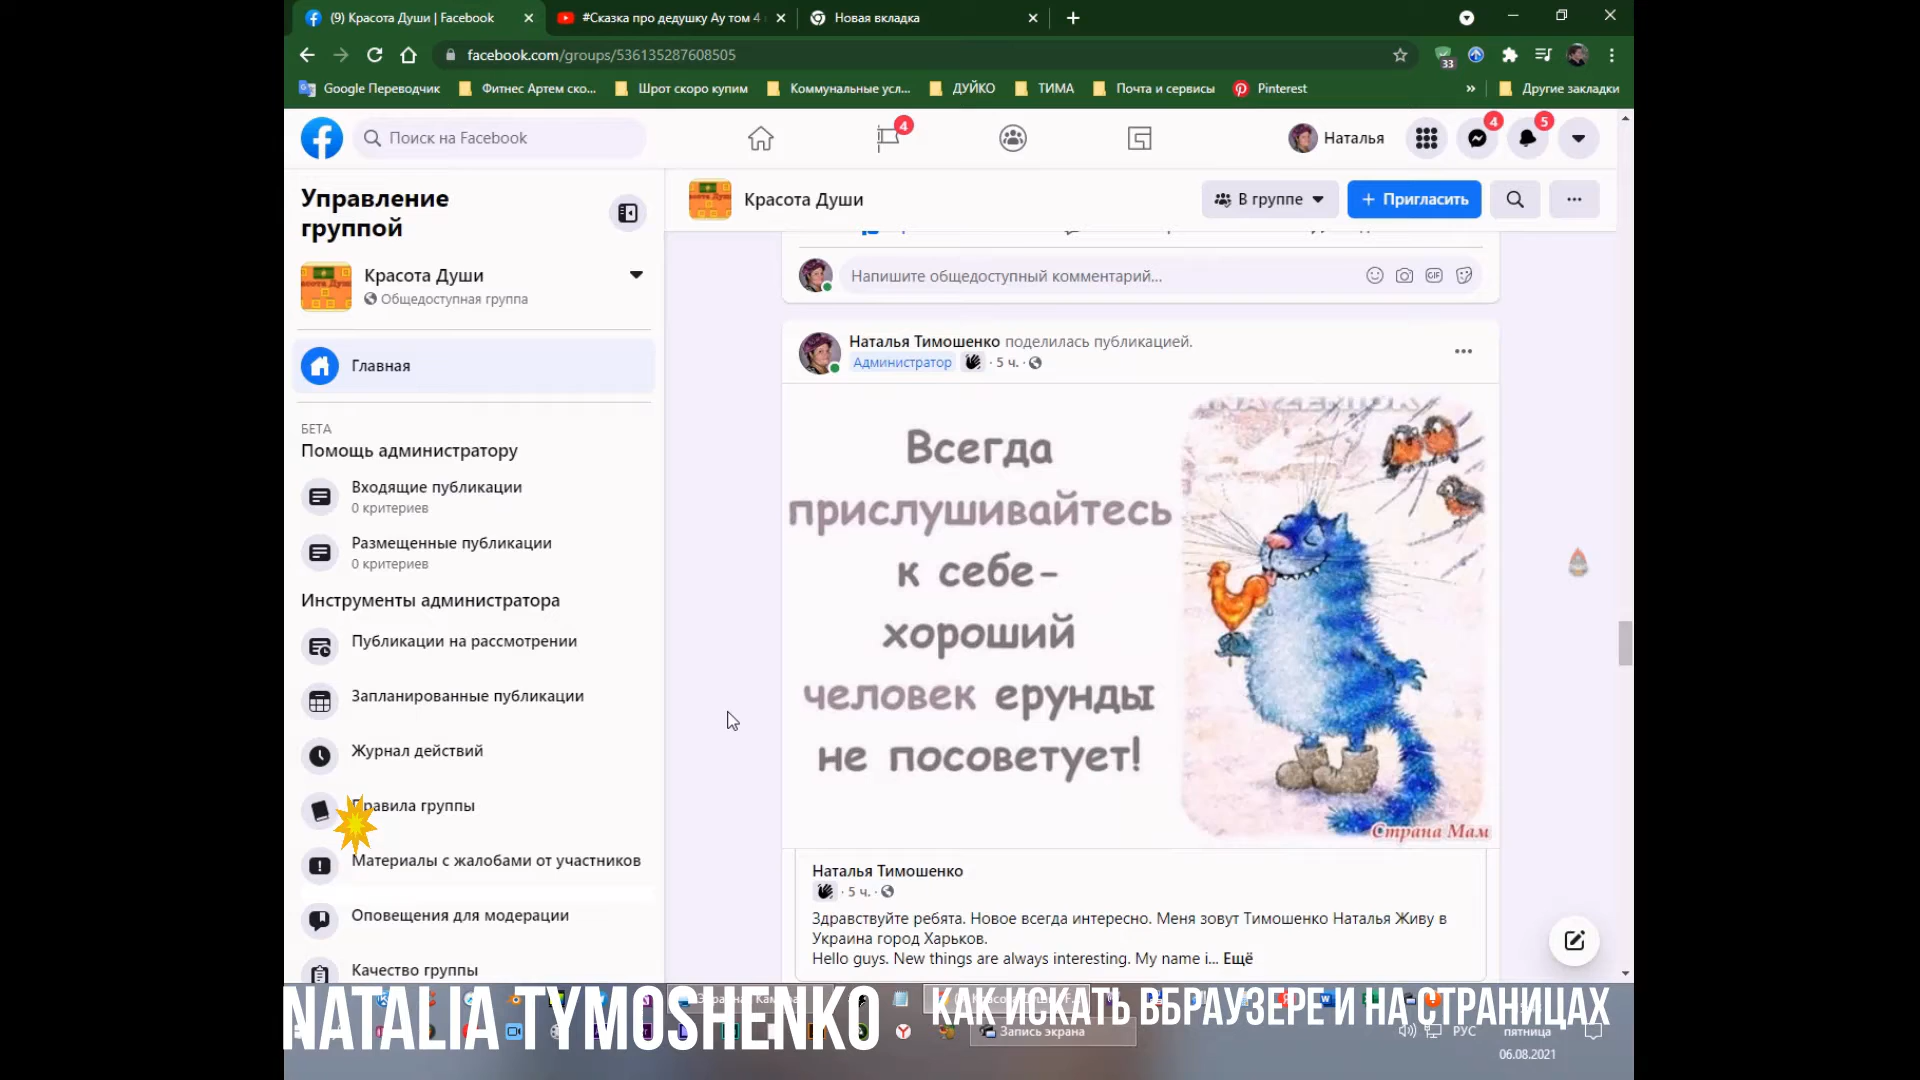 (9) Красота Души | Facebook
#Сказка про дедушку Ау том 4
Новая вкладка
facebook.com/groups/536135287608505
33
Google Переводчик
Фитнес Артем ско...
Шрот скоро купим
Коммунальные усл...
ДУЙКО
ТИМА
Почта и сервисы
Pinterest
»
Другие закладки
Поиск на Facebook
4
Наталья
4
5
Управление
группой
Красота Души
В группе
+ Пригласить
Красота Души
Общедоступная группа
Напишите общедоступный комментарий...
GIF
Главная
Наталья Тимошенко поделилась публикацией.
Администратор · 5 ч. ·
БЕТА
Помощь администратору
Входящие публикации
0 критериев
Размещенные публикации
0 критериев
Инструменты администратора
Публикации на рассмотрении
Запланированные публикации
Журнал действий
Правила группы
Материалы с жалобами от участников
Оповещения для модерации
Качество группы
Всегда
прислушивайтесь
к себе-
хороший
человек ерунды
не посоветует!
Страна Мам
Наталья Тимошенко
· 5 ч. ·
Здравствуйте ребята. Новое всегда интересно. Меня зовут Тимошенко Наталья Живу в
Украина город Харьков.
Hello guys. New things are always interesting. My name i... Ещё
NATALIA TYMOSHENKO
КАК ИСКАТЬ ВБРАУЗЕРЕ И НА СТРАНИЦАХ
Запись экрана
РУС
пятница
06.08.2021